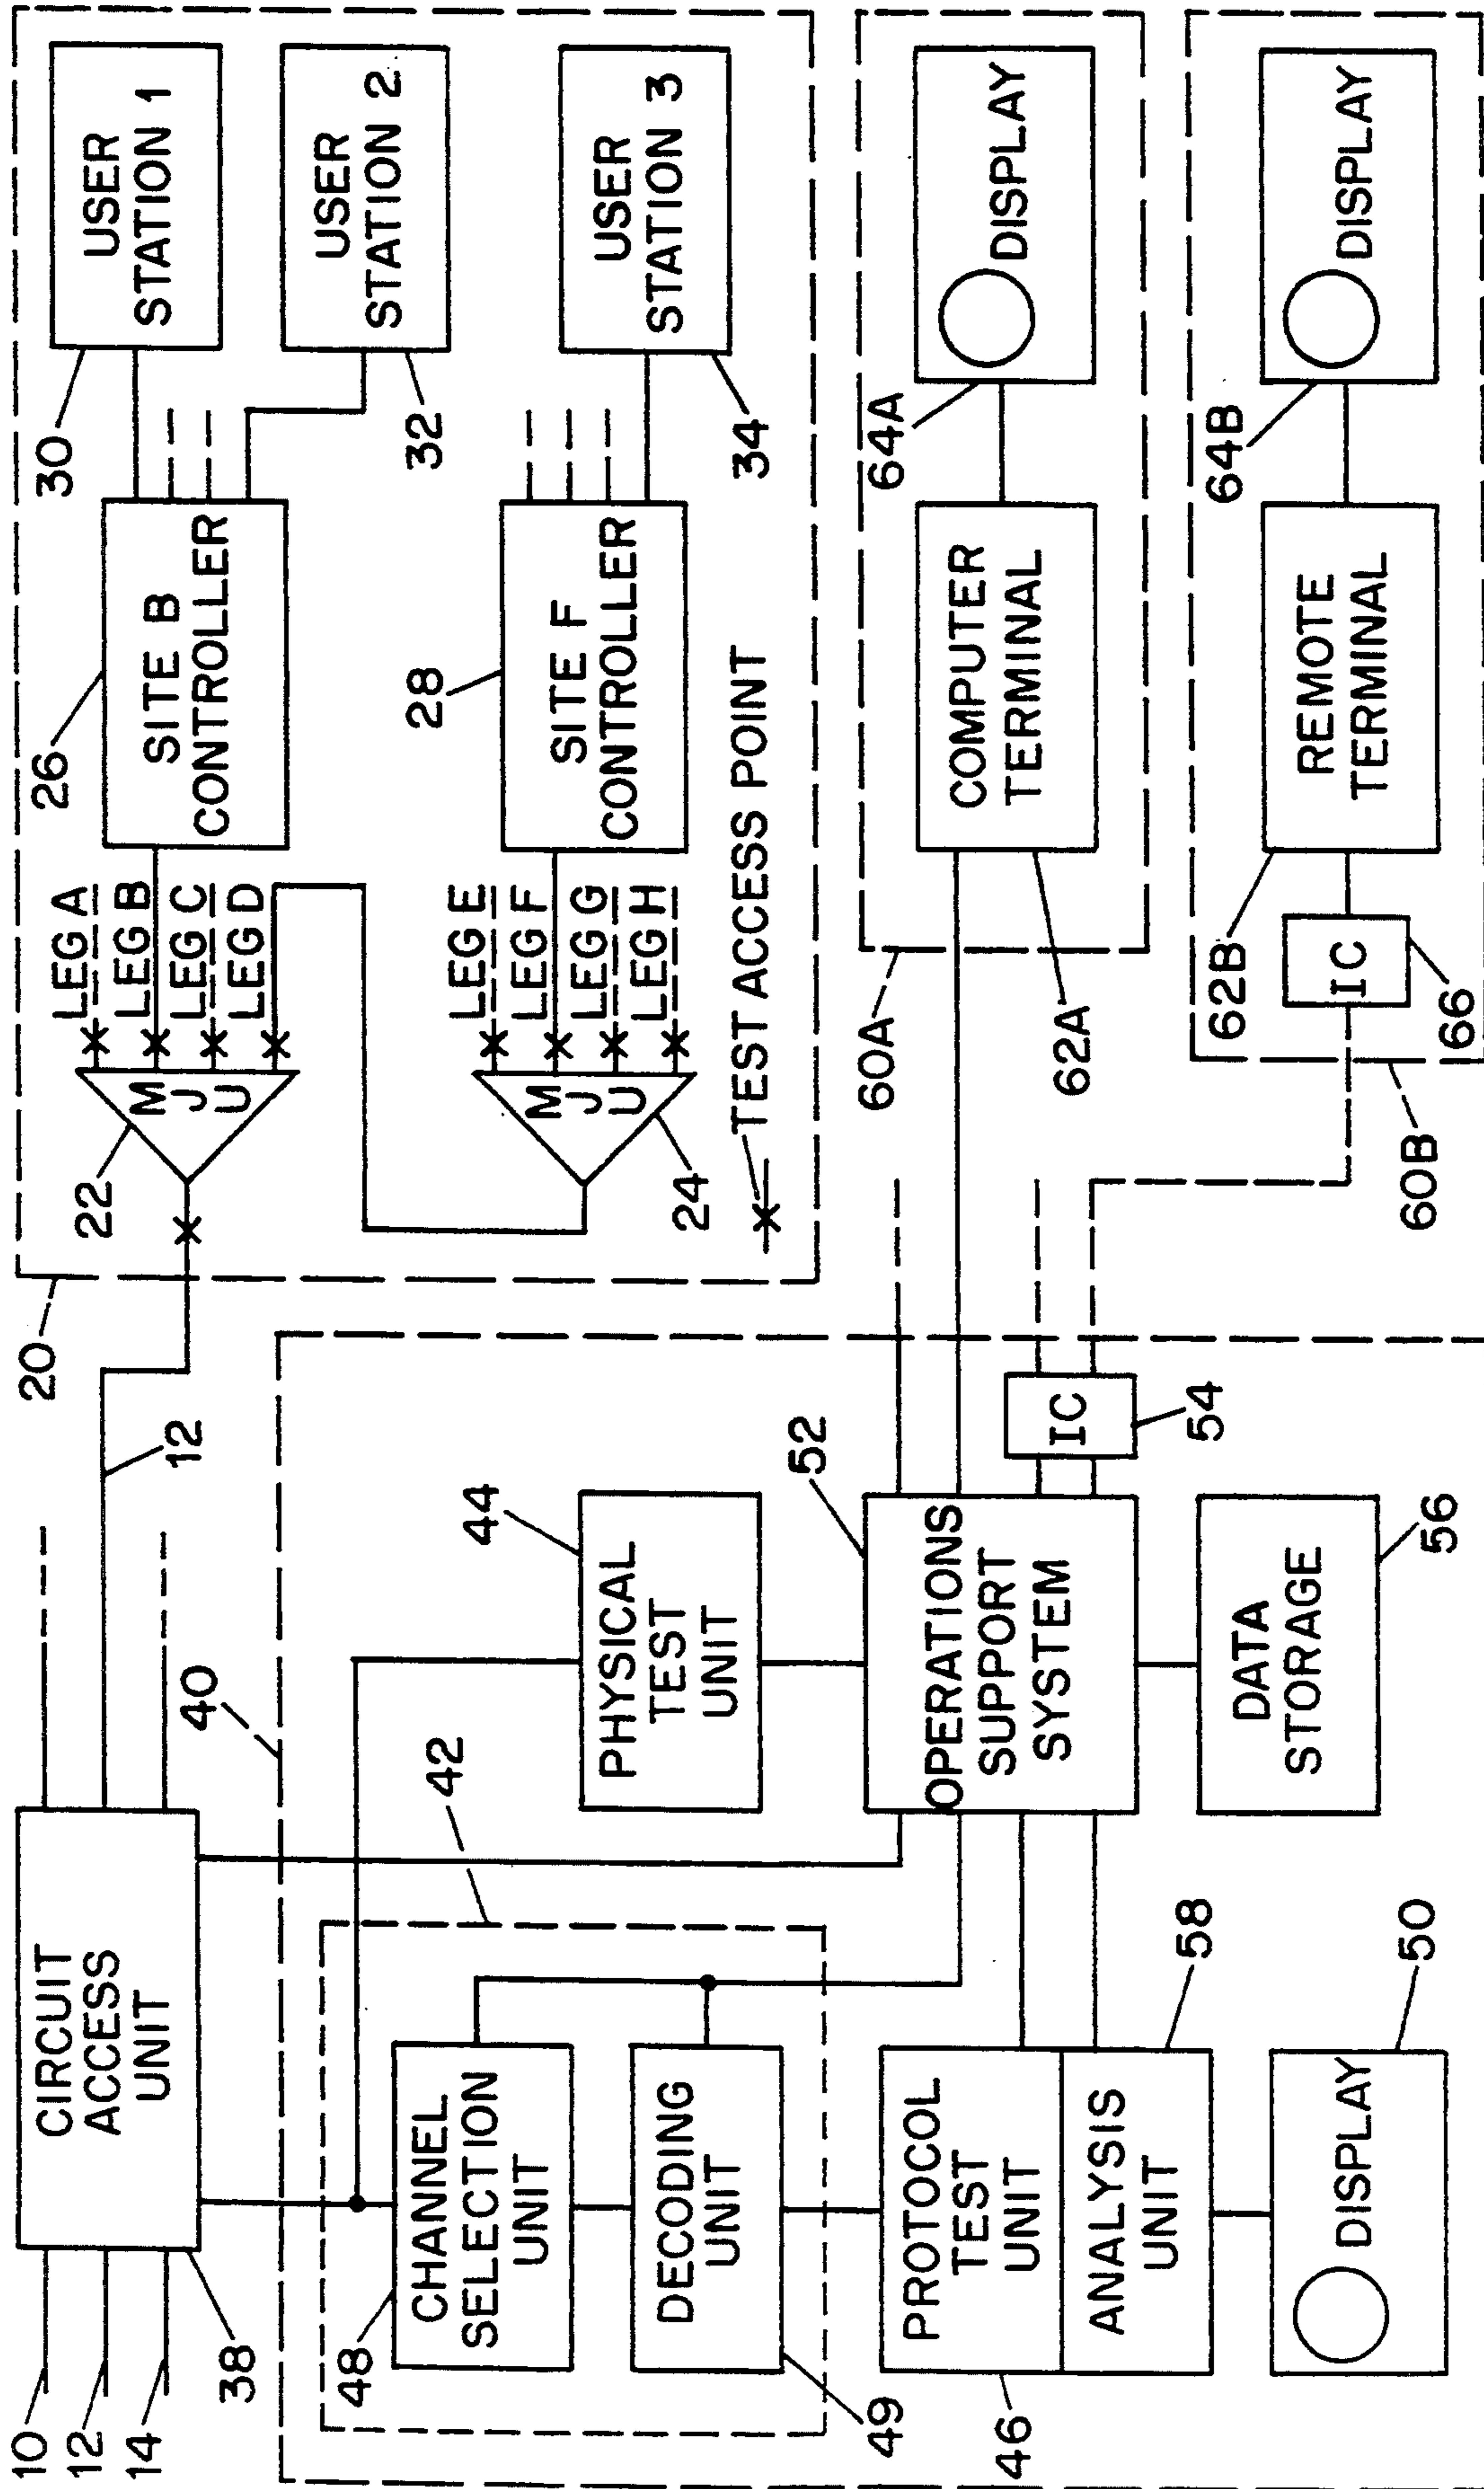 10
12
14
38
CIRCUIT
ACCESS
UNIT
12
20
22
MJU
LEG A
LEG B
LEG C
LEG D
26
SITE B
CONTROLLER
30
USER
STATION 1
32
USER
STATION 2
24
MJU
LEG E
LEG F
LEG G
LEG H
28
SITE F
CONTROLLER
34
USER
STATION 3
TEST ACCESS POINT
40
42
48
CHANNEL
SELECTION
UNIT
49
DECODING
UNIT
44
PHYSICAL
TEST
UNIT
46
PROTOCOL
TEST
UNIT
58
ANALYSIS
UNIT
50
DISPLAY
52
OPERATIONS
SUPPORT
SYSTEM
IC
54
DATA
STORAGE
56
60A
62A
COMPUTER
TERMINAL
64A
DISPLAY
60B
IC
66
62B
REMOTE
TERMINAL
64B
DISPLAY